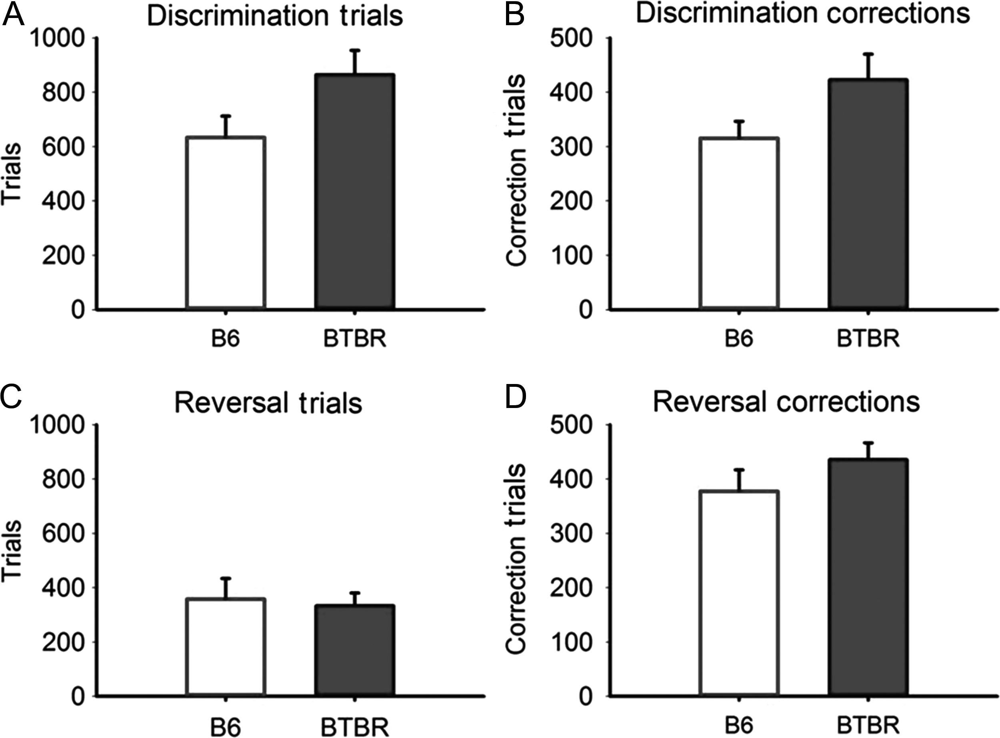 A
Discrimination trials
Trials
1000
800
600
400
200
0
B6
BTBR
B
Discrimination corrections
Correction trials
500
400
300
200
100
0
B6
BTBR
C
Reversal trials
Trials
1000
800
600
400
200
0
B6
BTBR
D
Reversal corrections
Correction trials
500
400
300
200
100
0
B6
BTBR